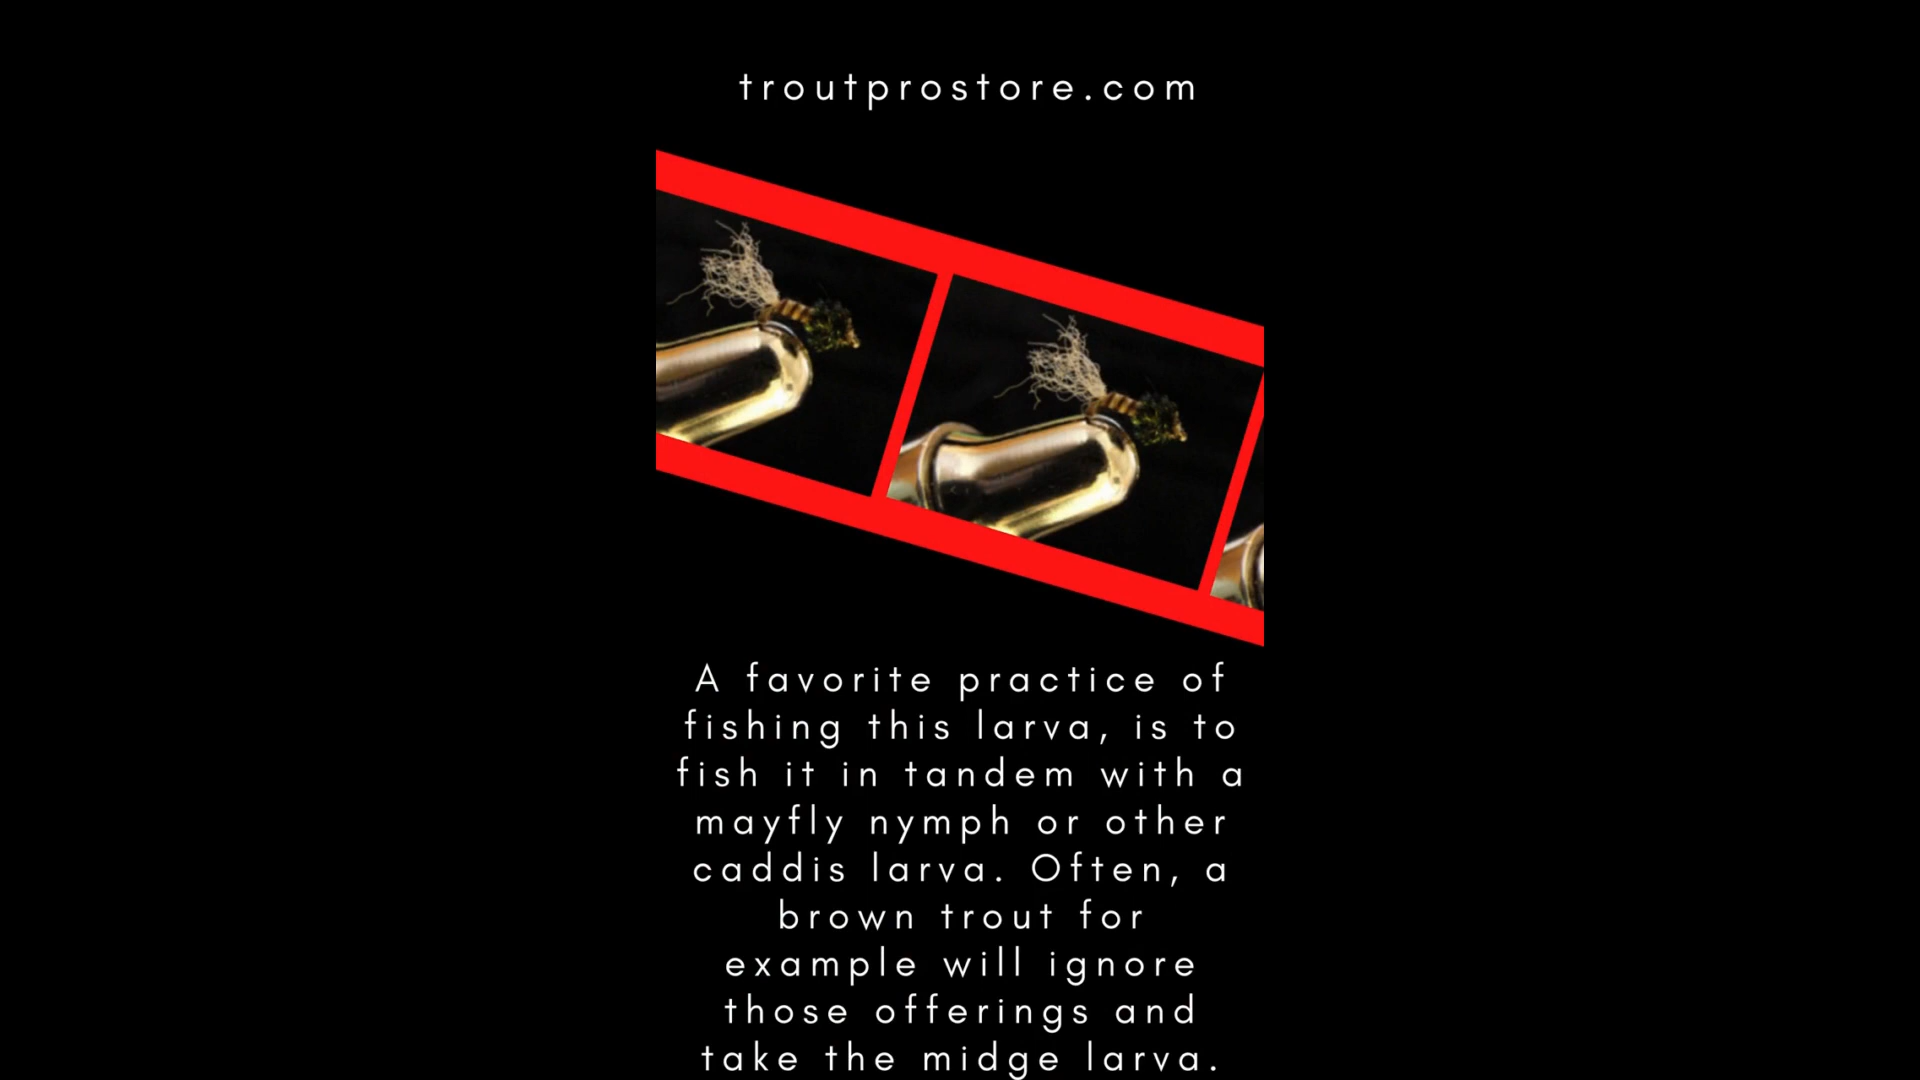 troutprostore.com
A favorite practice of
fishing this larva, is to
fish it in tandem with a
mayfly nymph or other
caddis larva. Often, a
brown trout for
example will ignore
those offerings and
take the midge larva.